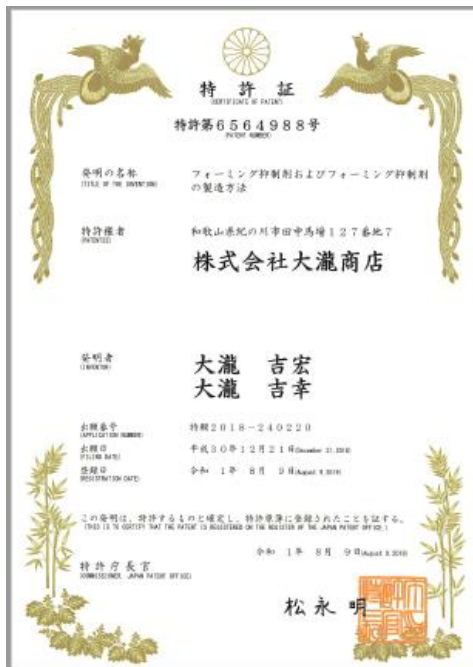 特許証
(CERTIFICATE OF PATENT)
特許第6564988号
(PATENT NUMBER)
発明の名称
(TITLE OF THE INVENTION)
フォーミング抑制剤およびフォーミング抑制剤
の製造方法
特許権者
(PATENTEE)
和歌山県紀の川市田中馬場127番地7
株式会社大瀧商店
発明者
(INVENTOR)
大瀧 吉宏
大瀧 吉幸
出願番号
(APPLICATION NUMBER)
特願2018-240220
出願日
(FILING DATE)
平成30年12月21日(December 21,2018)
登録日
(REGISTRATION DATE)
令和 1年 8月 9日(August 9,2019)
この発明は、特許するものと確定し、特許原簿に登録されたことを証する。
(THIS IS TO CERTIFY THAT THE PATENT IS REGISTERED ON THE REGISTER OF THE JAPAN PATENT OFFICE.)
令和 1年 8月 9日(August 9,2019)
特許庁長官
(COMMISSIONER, JAPAN PATENT OFFICE)
松永 明